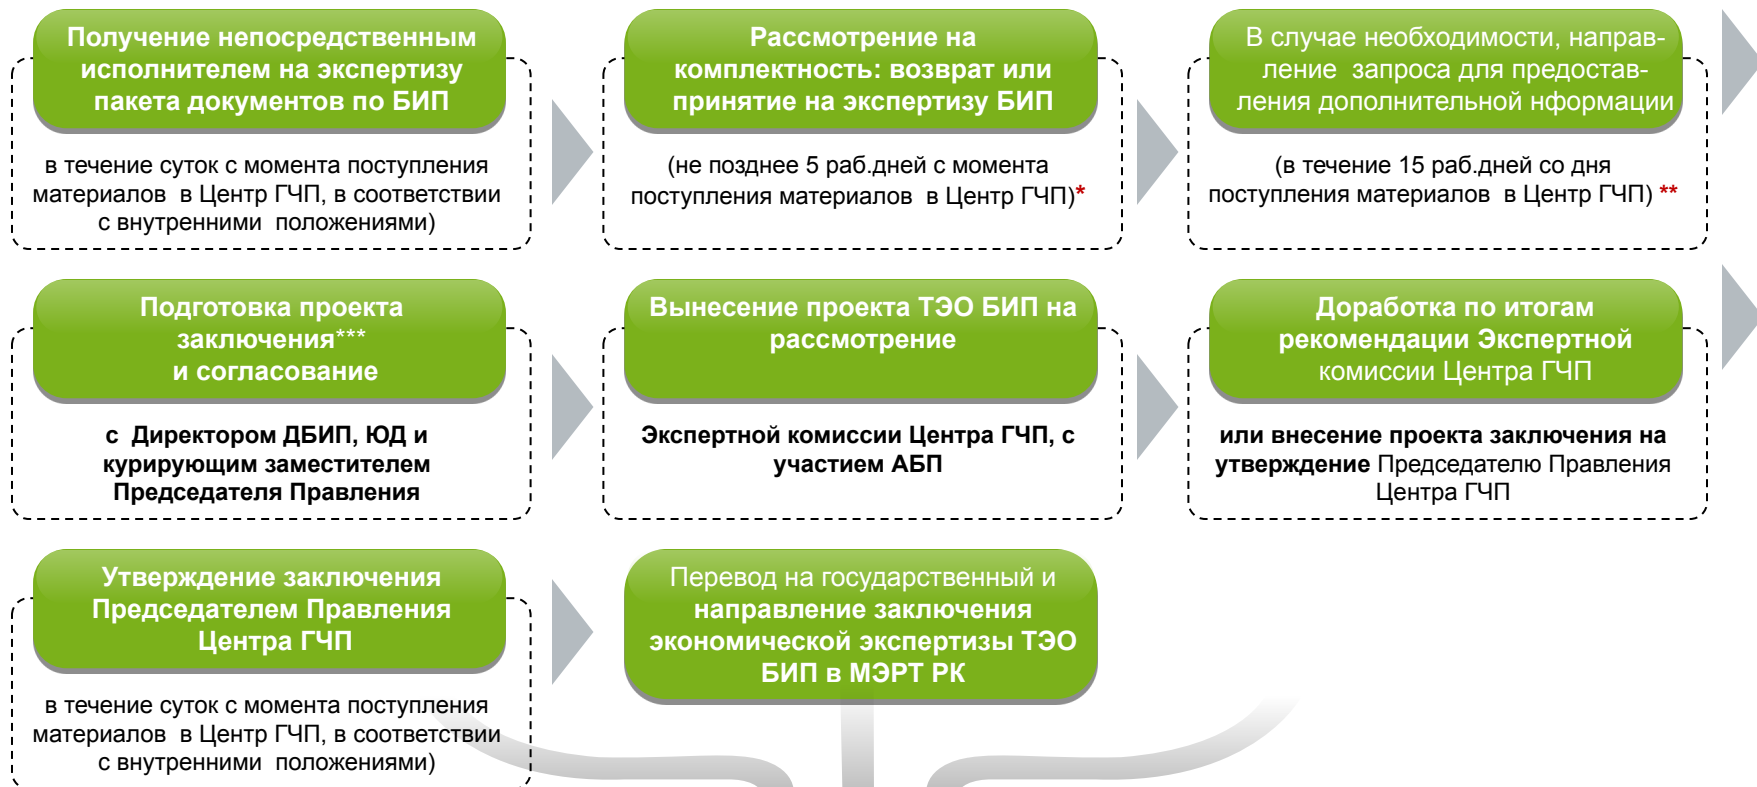 Получение непосредственным
исполнителем на экспертизу
пакета документов по БИП
в течение суток с момента поступления
материалов в Центр ГЧП, в соответствии
с внутренними положениями)
Рассмотрение на
комплектность: возврат или
принятие на экспертизу БИП
(не позднее 5 раб.дней с момента
поступления материалов в Центр ГЧП)*
В случае необходимости, направ-
ление запроса для предостав-
ления дополнительной нформации
(в течение 15 раб.дней со дня
поступления материалов в Центр ГЧП) **
Подготовка проекта
заключения***
и согласование
с Директором ДБИП, ЮД и
курирующим заместителем
Председателя Правления
Вынесение проекта ТЭО БИП на
рассмотрение
Экспертной комиссии Центра ГЧП, с
участием АБП
Доработка по итогам
рекомендации Экспертной
комиссии Центра ГЧП
или внесение проекта заключения на
утверждение Председателю Правления
Центра ГЧП
Утверждение заключения
Председателем Правления
Центра ГЧП
в течение суток с момента поступления
материалов в Центр ГЧП, в соответствии
с внутренними положениями)
Перевод на государственный и
направление заключения
экономической экспертизы ТЭО
БИП в МЭРТ РК